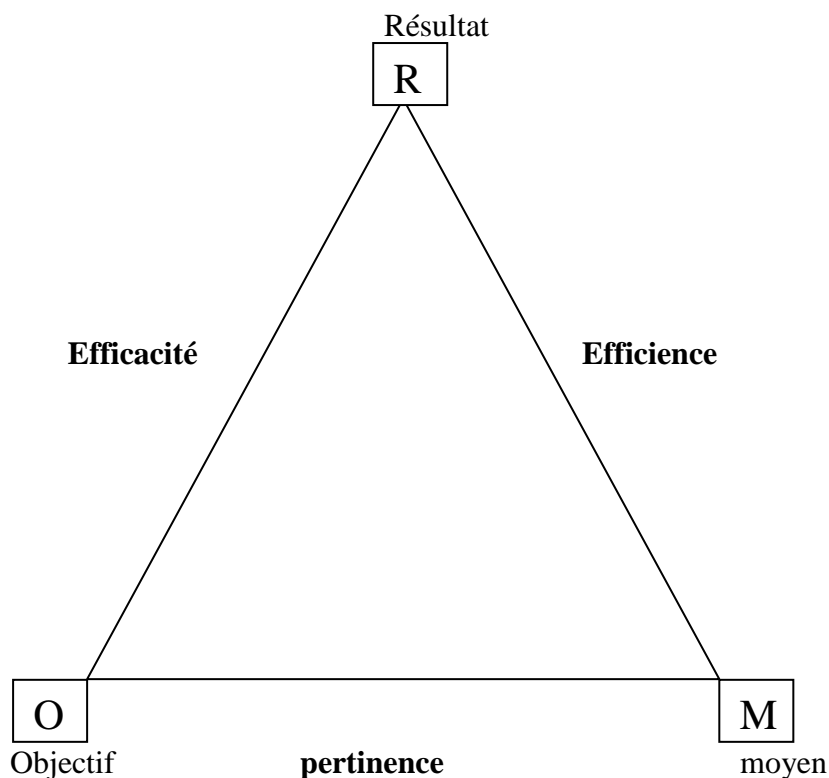 Résultat
R
Efficacité
Efficience
O
M
Objectif
pertinence
moyen